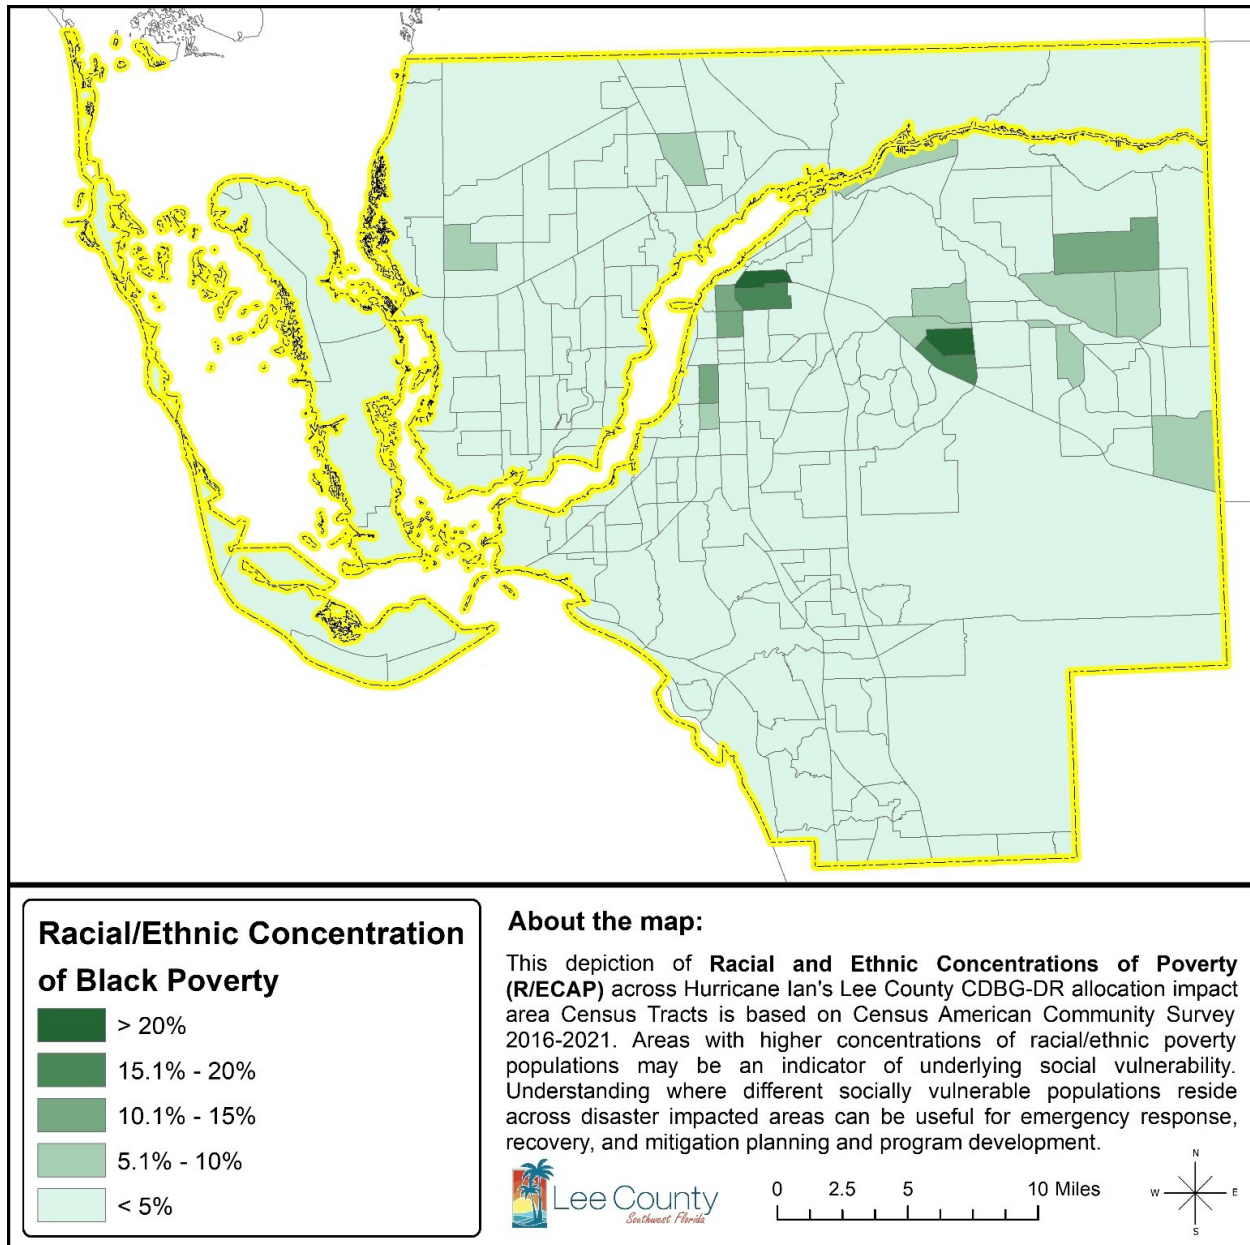 Racial/Ethnic Concentration
of Black Poverty
> 20%
15.1% - 20%
10.1% - 15%
5.1% - 10%
< 5%
About the map:
This depiction of Racial and Ethnic Concentrations of Poverty
(R/ECAP) across Hurricane Ian's Lee County CDBG-DR allocation impact
area Census Tracts is based on Census American Community Survey
2016-2021. Areas with higher concentrations of racial/ethnic poverty
populations may be an indicator of underlying social vulnerability.
Understanding where different socially vulnerable populations reside
across disaster impacted areas can be useful for emergency response,
recovery, and mitigation planning and program development.
Lee County
Southwest Florida
0 2.5 5 10 Miles
N
W E
S